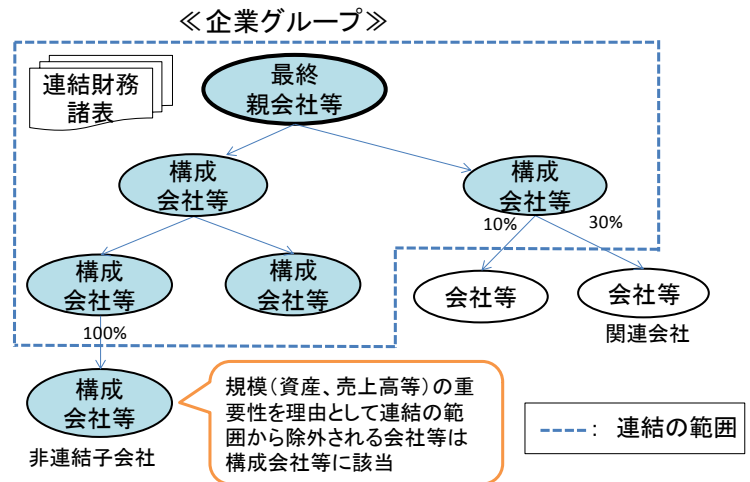 ≪企業グループ≫
連結財務
諸表
最終
親会社等
構成
会社等
構成
会社等
10%
30%
構成
会社等
構成
会社等
会社等
会社等
関連会社
100%
構成
会社等
非連結子会社
規模(資産、売上高等)の重
要性を理由として連結の範
囲から除外される会社等は
構成会社等に該当
: 連結の範囲